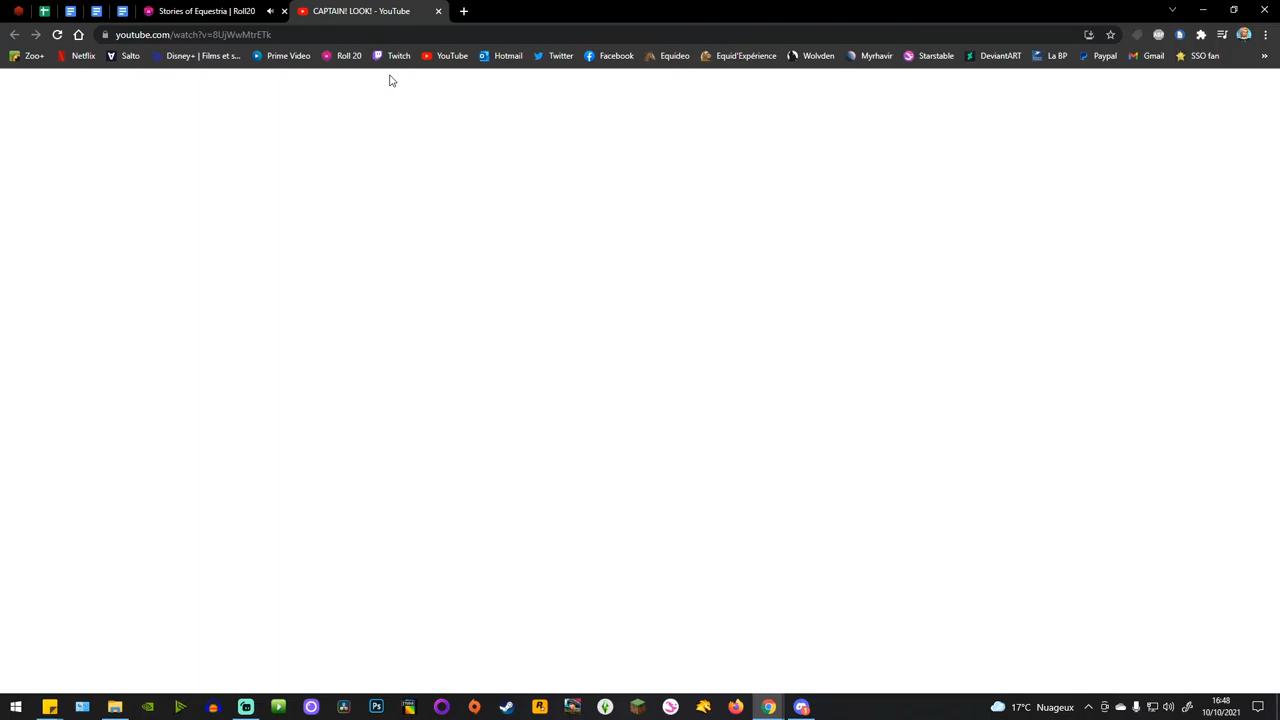 Stories of Equestria | Roll20
CAPTAIN! LOOK! - YouTube
youtube.com/watch?v=8UjWwMtrETk
Zoo+ Netflix Salto Disney+ | Films et s... Prime Video Roll 20 Twitch YouTube Hotmail Twitter Facebook Equideo Equid'Expérience Wolvden Myrhavir Starstable DeviantART La BP Paypal Gmail SSO fan »
Ps
17°C Nuageux
16:48
10/10/2021